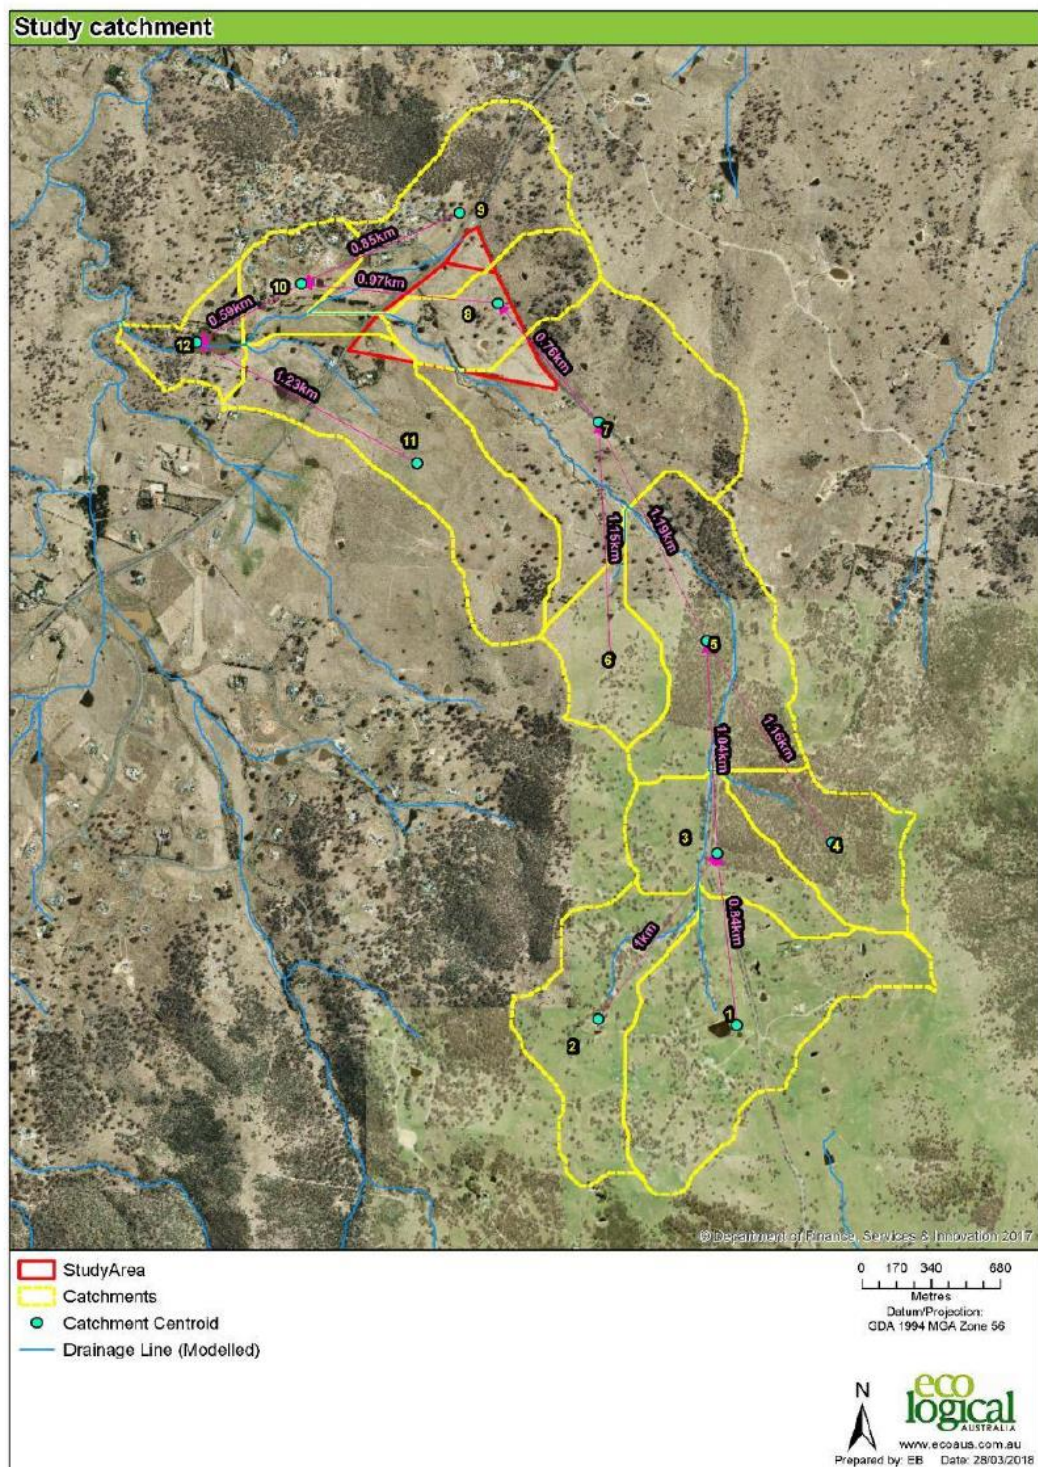 Study catchment
9
0.85km
10
0.97km
8
0.59km
12
0.76km
1.23km
7
11
1.19km
1.15km
5
6
1.16km
1.04km
3
4
0.84km
1km
1
2
© Department of Finance, Services & Innovation 2017
StudyArea
Catchments
Catchment Centroid
Drainage Line (Modelled)
0 170 340 680
Metres
Datum/Projection:
GDA 1994 MGA Zone 56
N
eco
logical
AUSTRALIA
www.ecoaus.com.au
Prepared by: EB Date: 28/03/2018